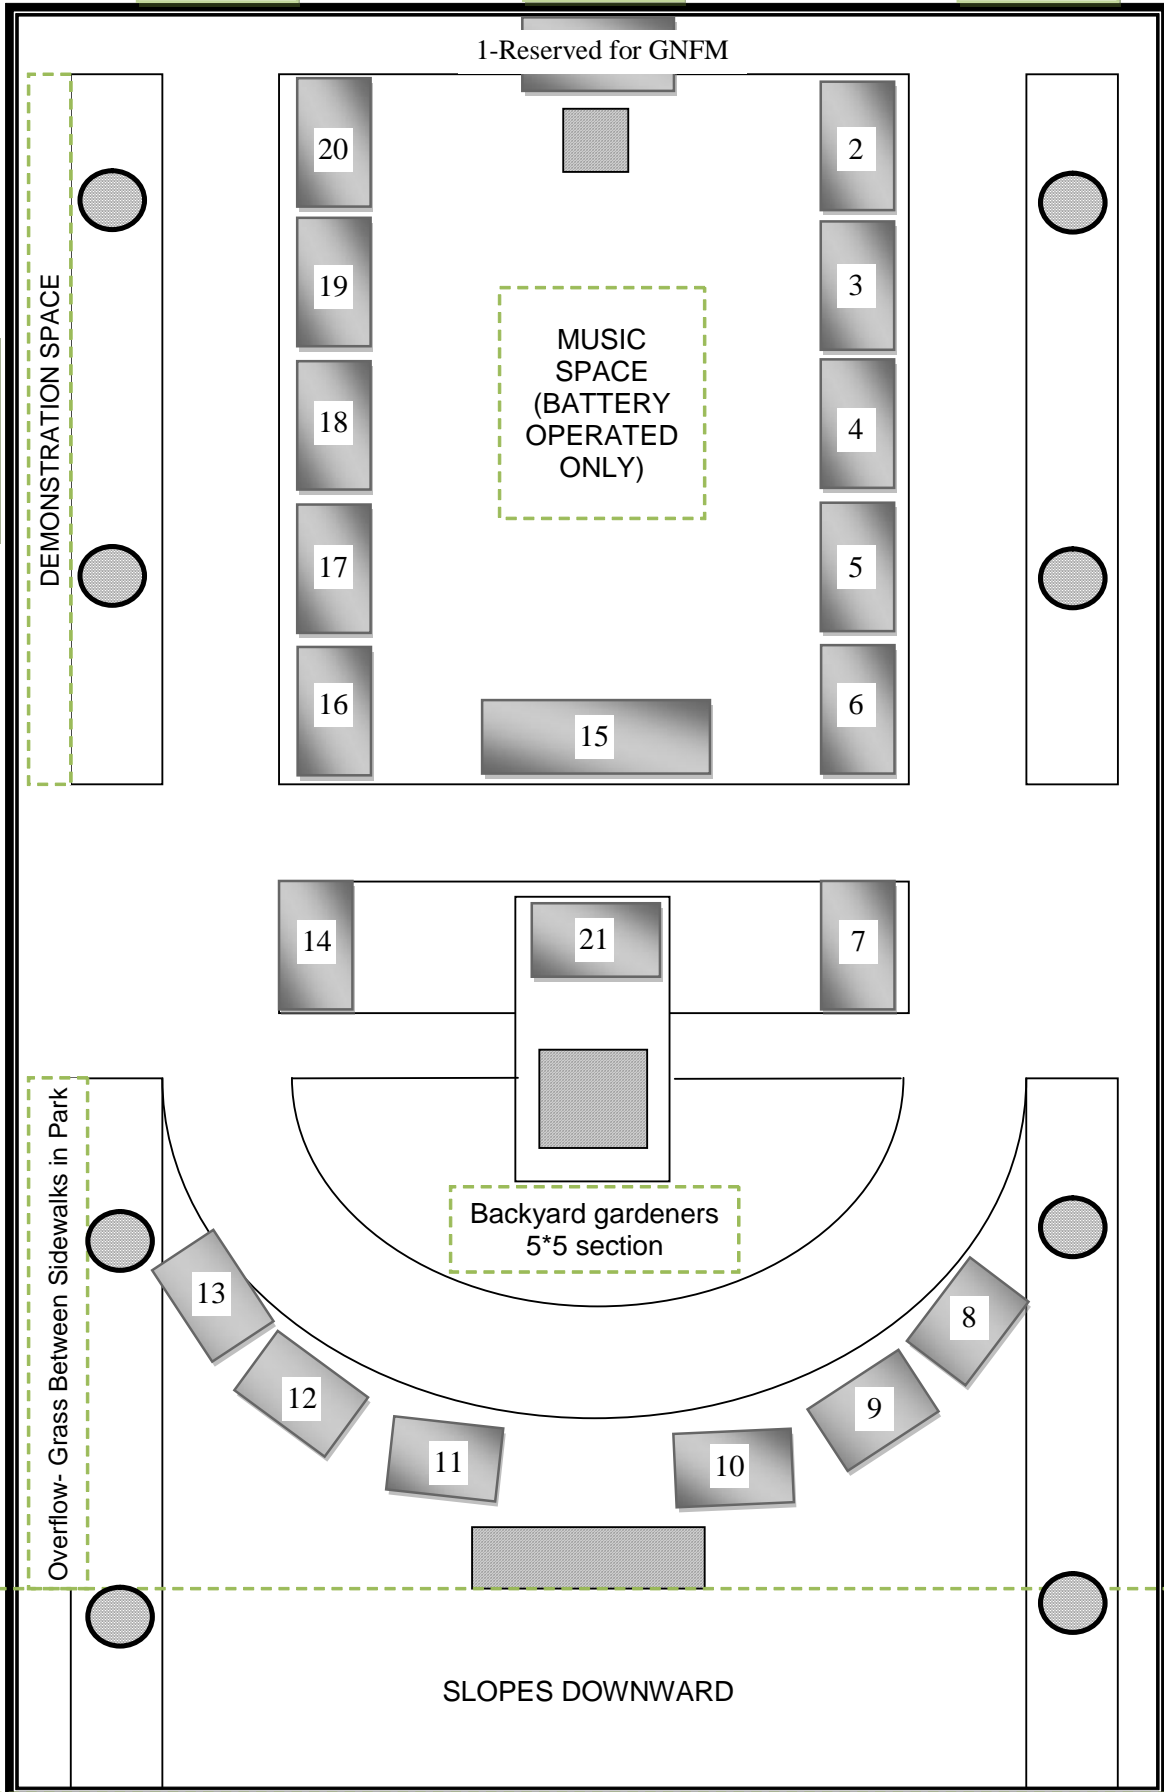 1-Reserved for GNFM
20
2
19
3
DEMONSTRATION SPACE
MUSIC
SPACE
(BATTERY
OPERATED
ONLY)
18
4
17
5
16
6
15
14
21
7
Overflow- Grass Between Sidewalks in Park
Backyard gardeners
5*5 section
13
8
12
9
11
10
SLOPES DOWNWARD